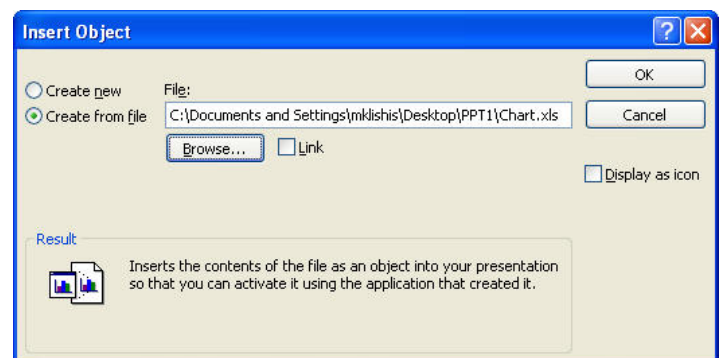 Insert Object
Create new
File:
OK
Create from file
C:\Documents and Settings\mklishis\Desktop\PPT1\Chart.xls
Cancel
Browse...
Link
Display as icon
Result
Inserts the contents of the file as an object into your presentation
so that you can activate it using the application that created it.